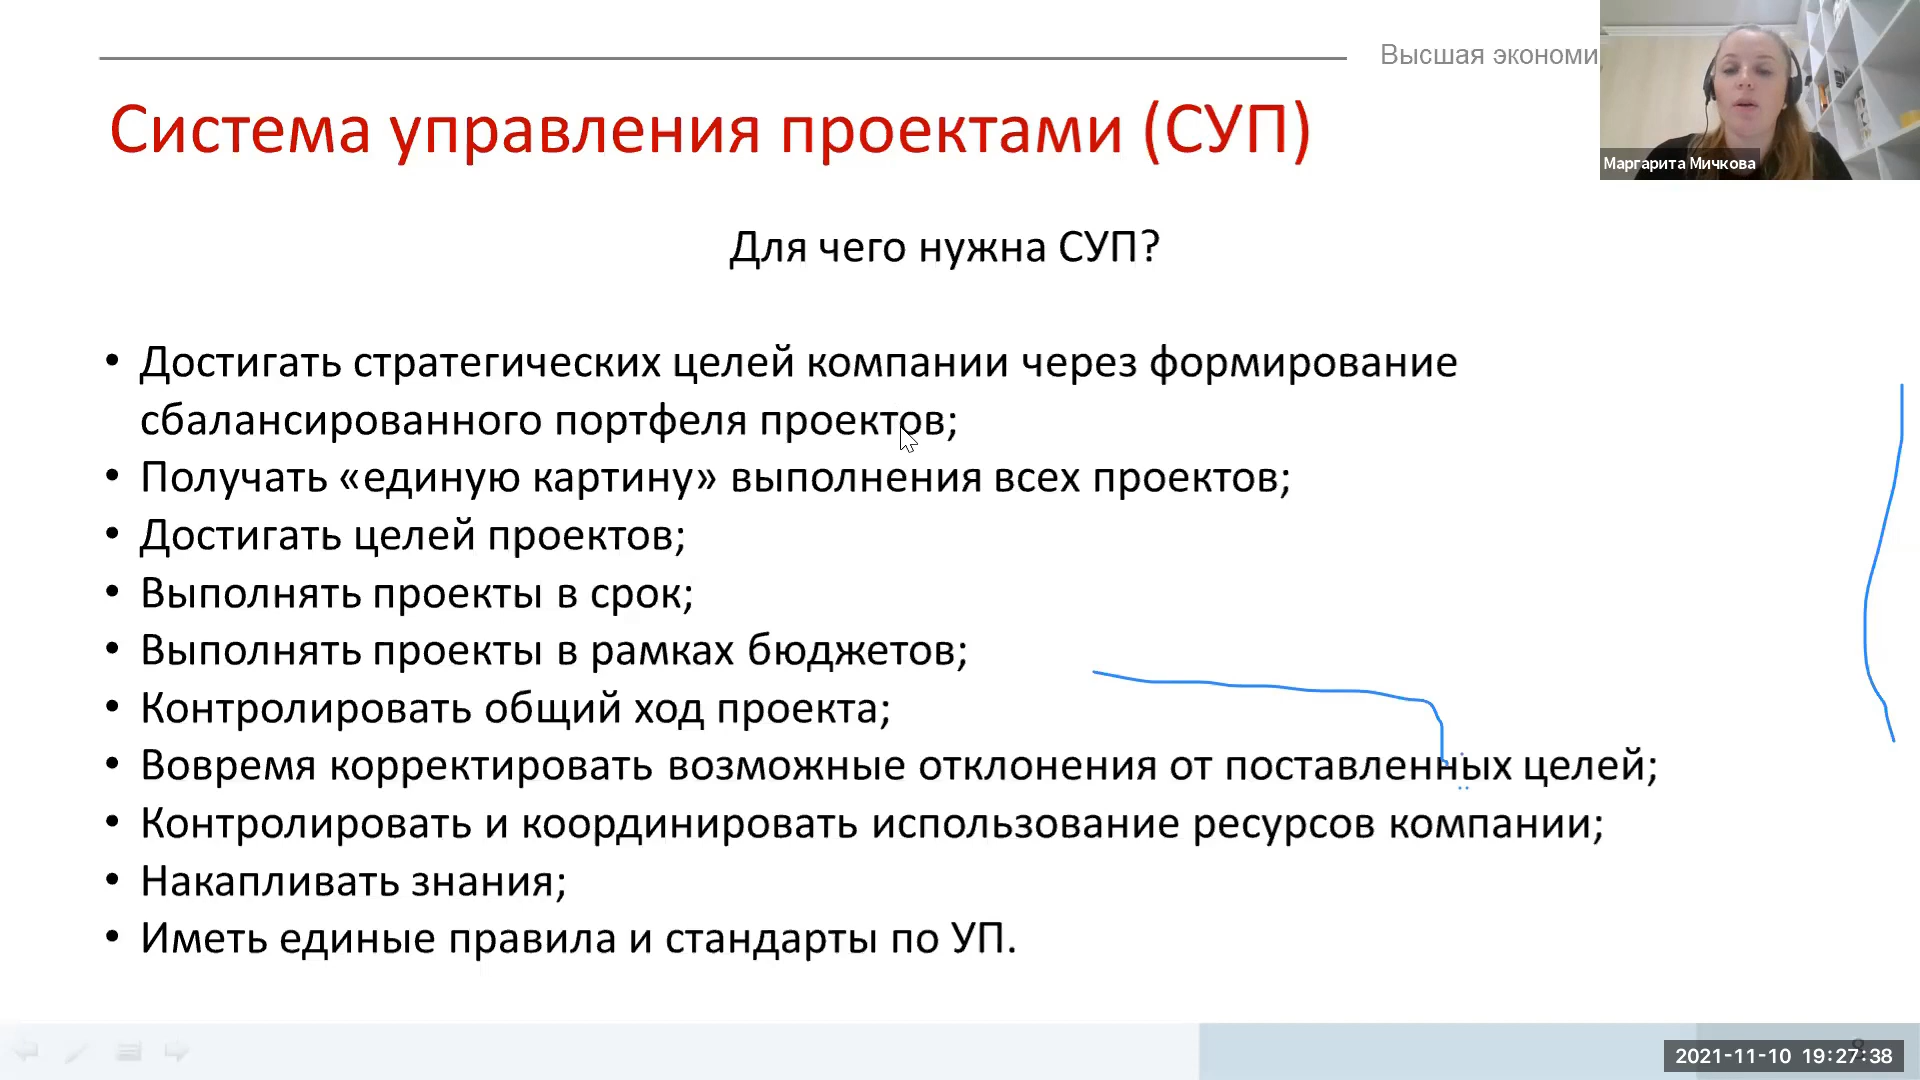 Высшая экономи
Система управления проектами (СУП)
Маргарита Мичкова
Для чего нужна СУП?
• Достигать стратегических целей компании через формирование
сбалансированного портфеля проектов;
• Получать «единую картину» выполнения всех проектов;
• Достигать целей проектов;
• Выполнять проекты в срок;
• Выполнять проекты в рамках бюджетов;
• Контролировать общий ход проекта;
• Вовремя корректировать возможные отклонения от поставленных целей;
• Контролировать и координировать использование ресурсов компании;
• Накапливать знания;
• Иметь единые правила и стандарты по УП.
2021-11-10 19:27:38